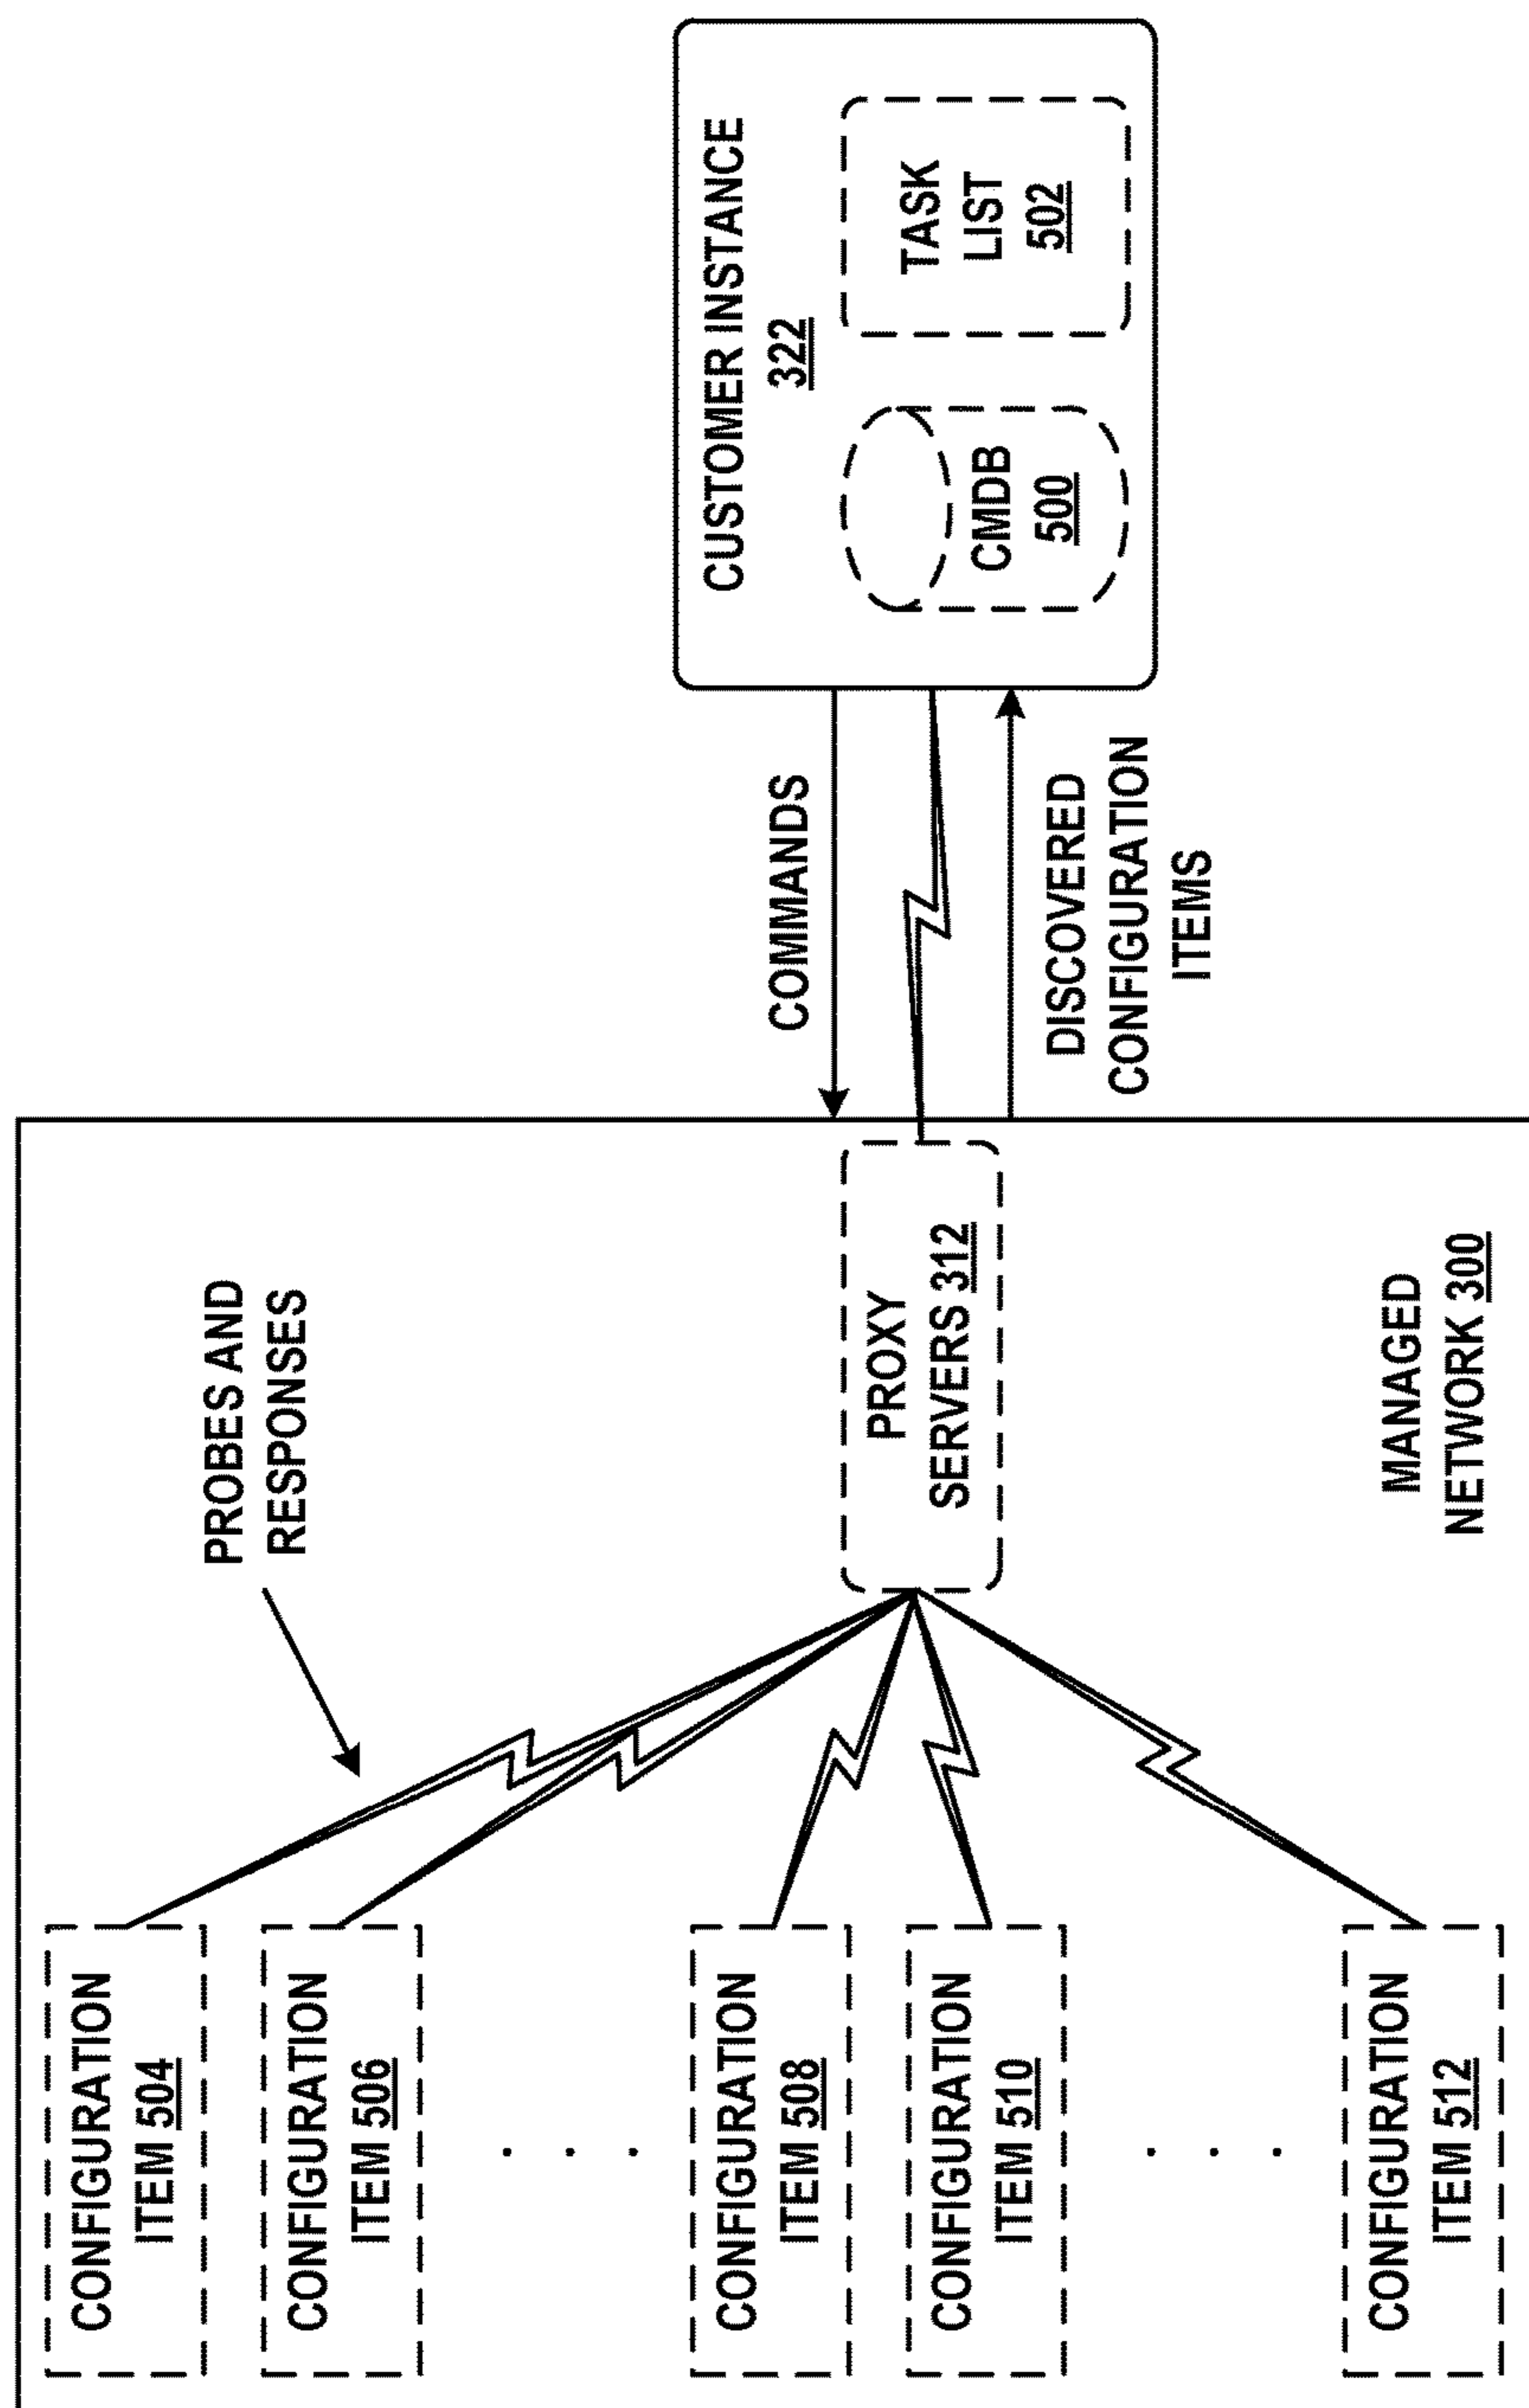 CONFIGURATION
ITEM 504
CONFIGURATION
ITEM 506
. . .
CONFIGURATION
ITEM 508
CONFIGURATION
ITEM 510
. . .
CONFIGURATION
ITEM 512
PROBES AND
RESPONSES
PROXY
SERVERS 312
MANAGED
NETWORK 300
COMMANDS
DISCOVERED
CONFIGURATION
ITEMS
CUSTOMER INSTANCE
322
CMDB
500
TASK
LIST
502